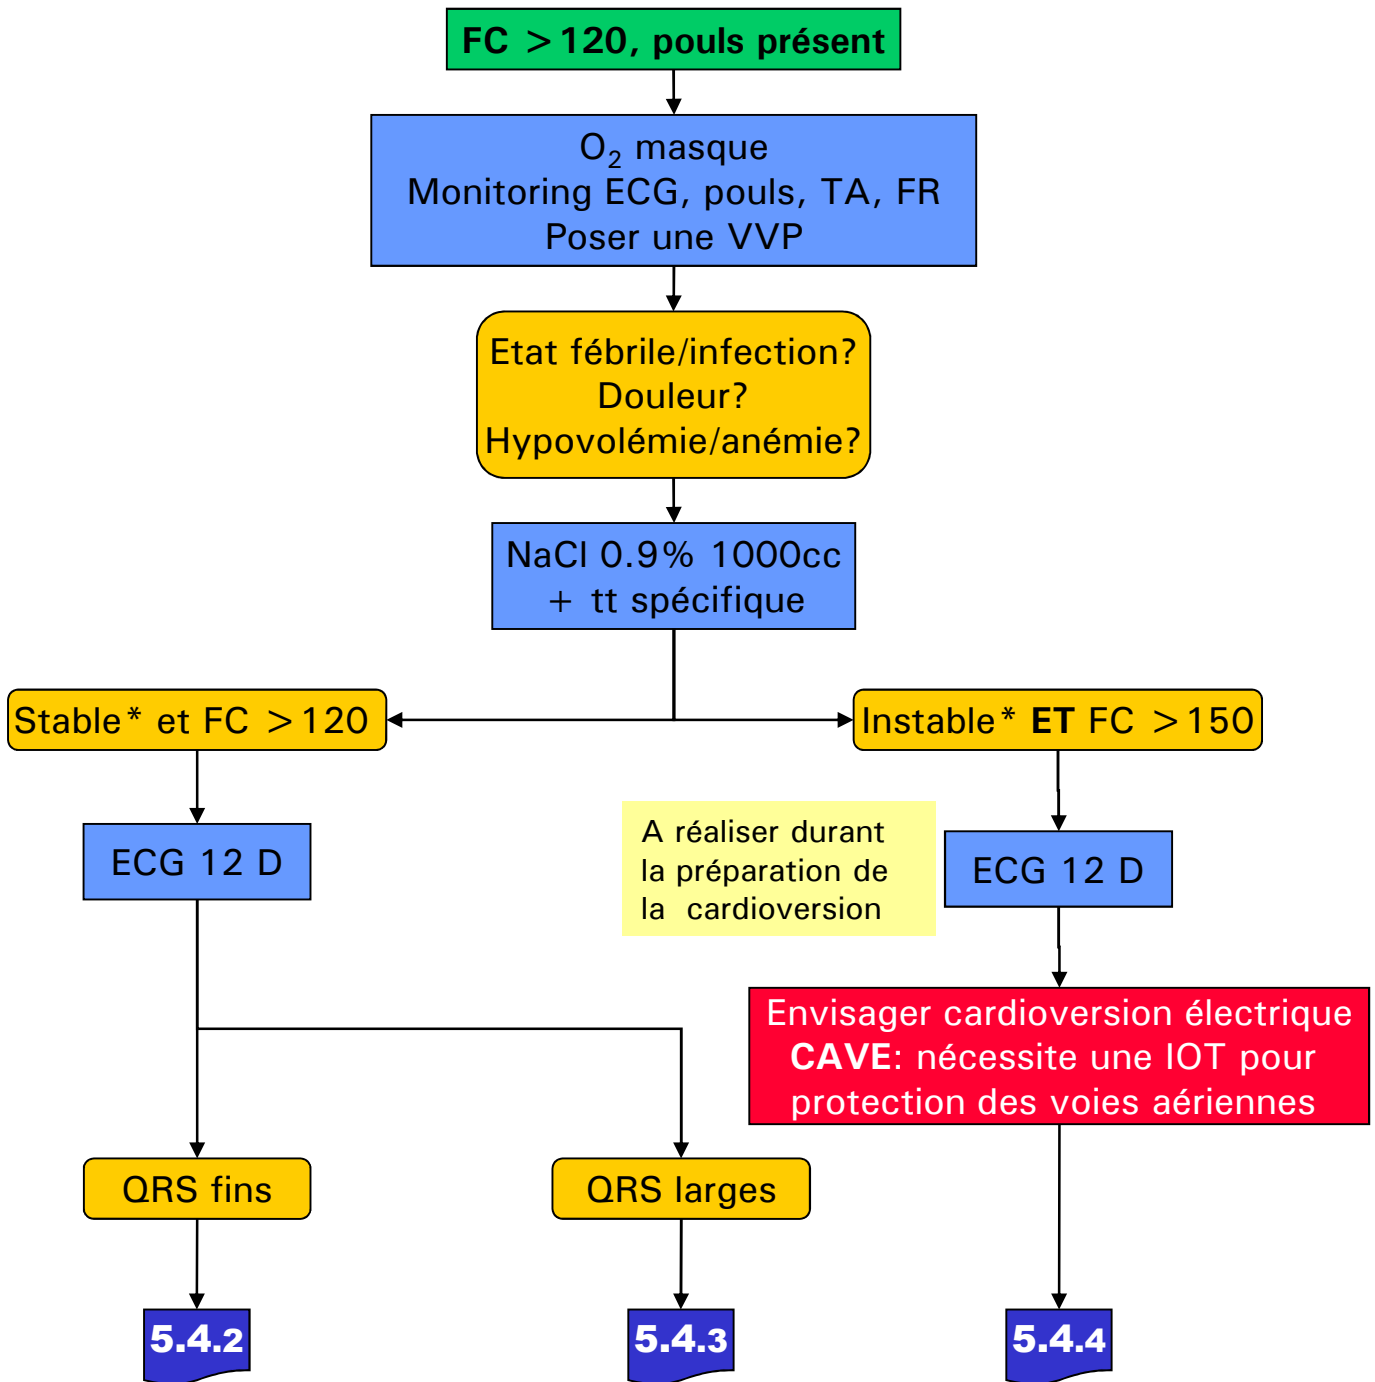 FC >120, pouls présent
O₂ masque
Monitoring ECG, pouls, TA, FR
Poser une VVP
Etat fébrile/infection?
Douleur?
Hypovolémie/anémie?
NaCl 0.9% 1000cc
+ tt spécifique
Stable* et FC >120
Instable* ET FC >150
ECG 12 D
A réaliser durant
la préparation de
la cardioversion
ECG 12 D
Envisager cardioversion électrique
CAVE: nécessite une IOT pour
protection des voies aériennes
QRS fins
QRS larges
5.4.2
5.4.3
5.4.4